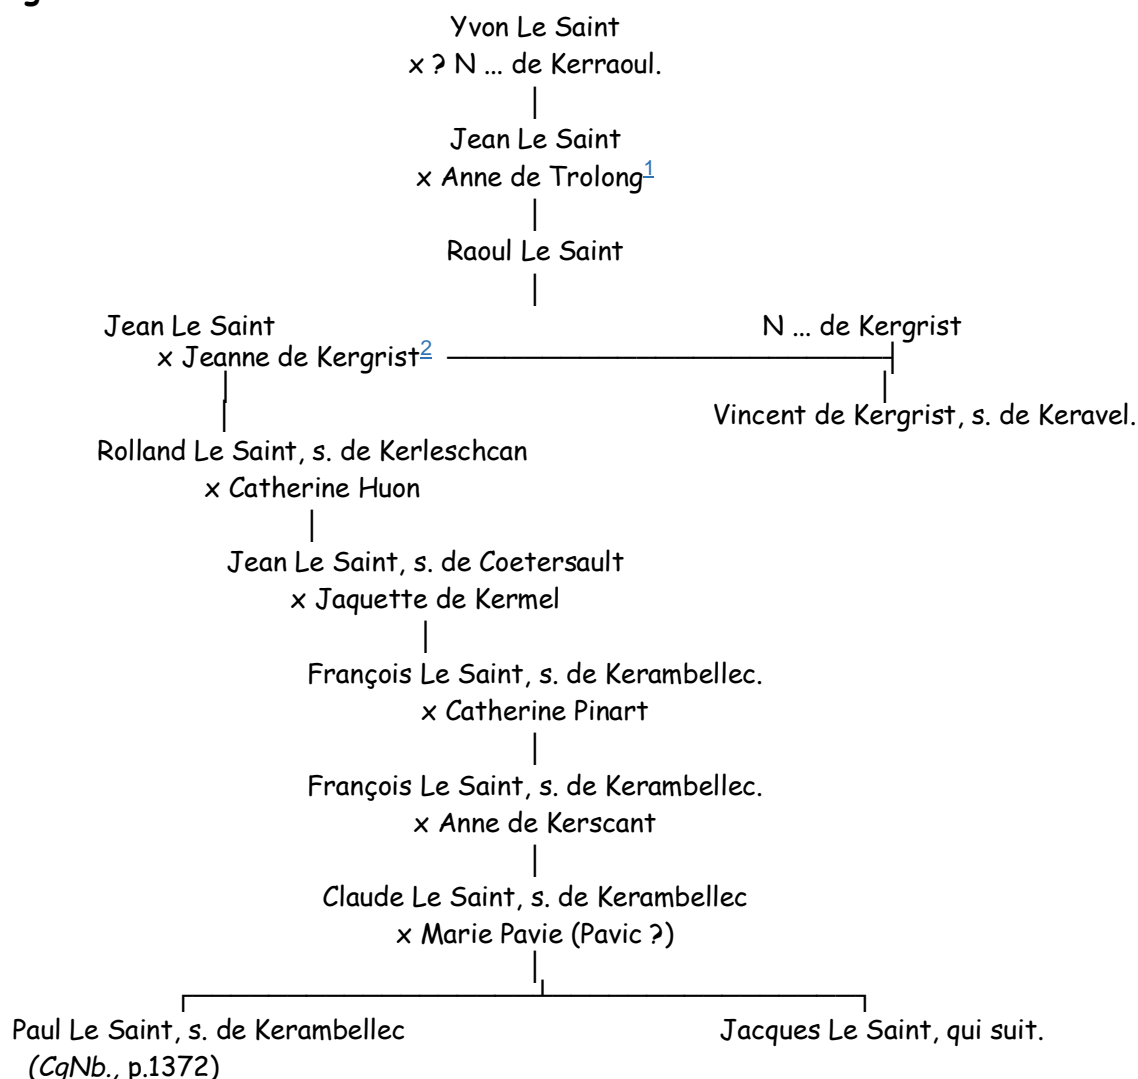 Yvon Le Saint
x ? N ... de Kerraoul.
Jean Le Saint
x Anne de Trolong1
Raoul Le Saint
Jean Le Saint
N ... de Kergrist
x Jeanne de Kergrist2
Vincent de Kergrist, s. de Keravel.
Rolland Le Saint, s. de Kerleschcan
x Catherine Huon
Jean Le Saint, s. de Coetersault
x Jaquette de Kermel
François Le Saint, s. de Kerambellec.
x Catherine Pinart
François Le Saint, s. de Kerambellec.
x Anne de Kerscant
Claude Le Saint, s. de Kerambellec
x Marie Pavie (Pavic ?)
Paul Le Saint, s. de Kerambellec
Jacques Le Saint, qui suit.
(CgNb., p.1372)